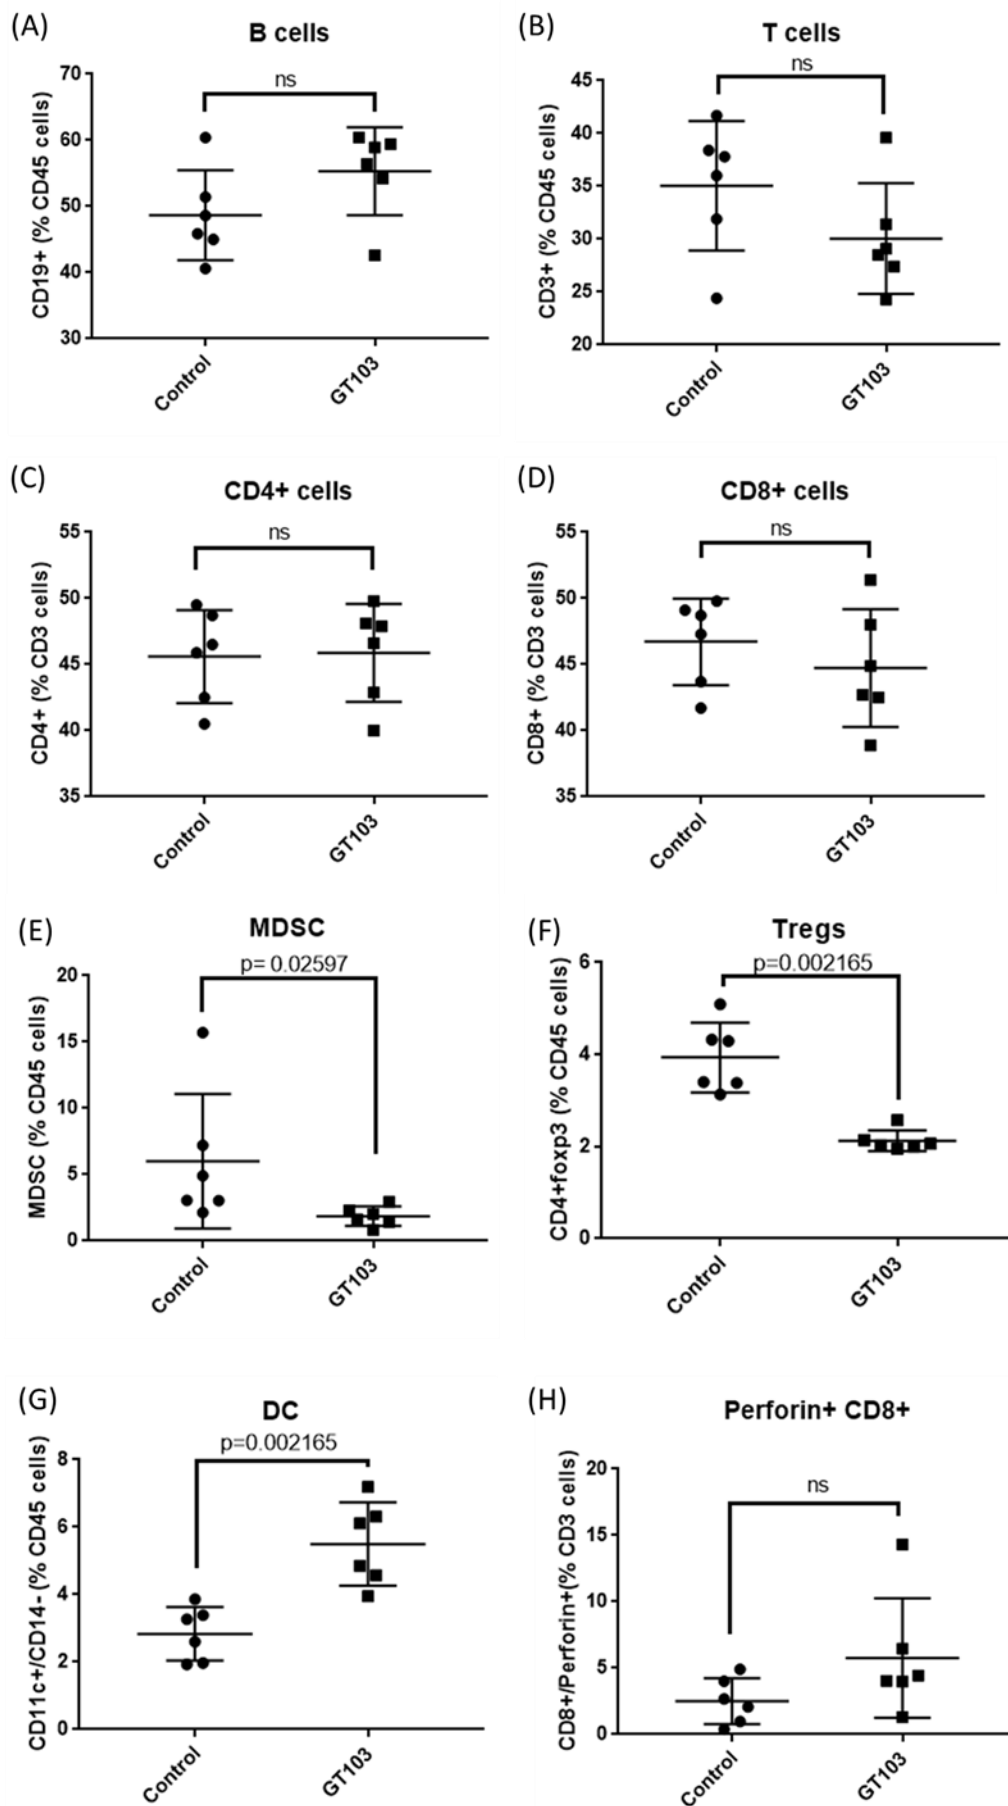 (A)
B cells
ns
CD19+ (% CD45 cells)
70
60
50
40
30
Control
GT103
(B)
T cells
ns
CD3+ (% CD45 cells)
45
40
35
30
25
20
Control
GT103
(C)
CD4+ cells
ns
CD4+ (% CD3 cells)
55
50
45
40
35
Control
GT103
(D)
CD8+ cells
ns
CD8+ (% CD3 cells)
55
50
45
40
35
Control
GT103
(E)
MDSC
p= 0.02597
MDSC (% CD45 cells)
20
15
10
5
0
Control
GT103
(F)
Tregs
p=0.002165
CD4+foxp3 (% CD45 cells)
6
4
2
0
Control
GT103
(G)
DC
p=0.002165
CD11c+/CD14- (% CD45 cells)
8
6
4
2
0
Control
GT103
(H)
Perforin+ CD8+
ns
CD8+/Perforin+(% CD3 cells)
20
15
10
5
0
Control
GT103